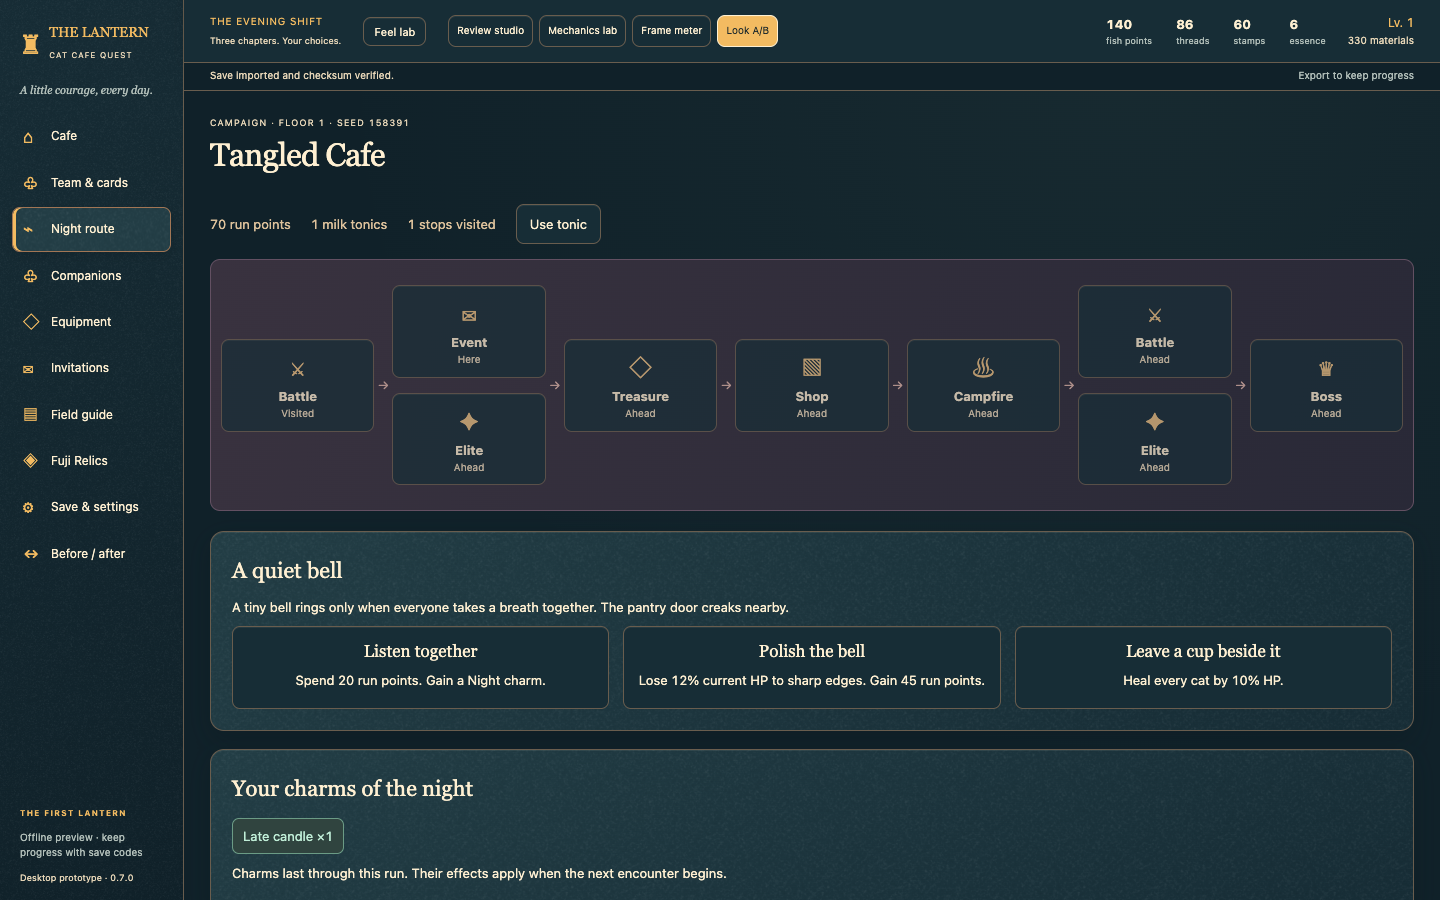 THE LANTERN
CAT CAFE QUEST
A little courage, every day.
Cafe
Team & cards
Night route
Companions
Equipment
Invitations
Field guide
Fuji Relics
Save & settings
Before / after
THE FIRST LANTERN
Offline preview · keep
progress with save codes
Desktop prototype · 0.7.0
THE EVENING SHIFT
Three chapters. Your choices.
Feel lab
Review studio
Mechanics lab
Frame meter
Look A/B
140
fish points
86
threads
60
stamps
6
essence
Lv. 1
330 materials
Save imported and checksum verified.
Export to keep progress
CAMPAIGN · FLOOR 1 · SEED 158391
Tangled Cafe
70 run points
1 milk tonics
1 stops visited
Use tonic
Battle
Visited
→
Event
Here
Elite
Ahead
→
Treasure
Ahead
→
Shop
Ahead
→
Campfire
Ahead
→
Battle
Ahead
Elite
Ahead
→
Boss
Ahead
A quiet bell
A tiny bell rings only when everyone takes a breath together. The pantry door creaks nearby.
Listen together
Spend 20 run points. Gain a Night charm.
Polish the bell
Lose 12% current HP to sharp edges. Gain 45 run points.
Leave a cup beside it
Heal every cat by 10% HP.
Your charms of the night
Late candle ×1
Charms last through this run. Their effects apply when the next encounter begins.